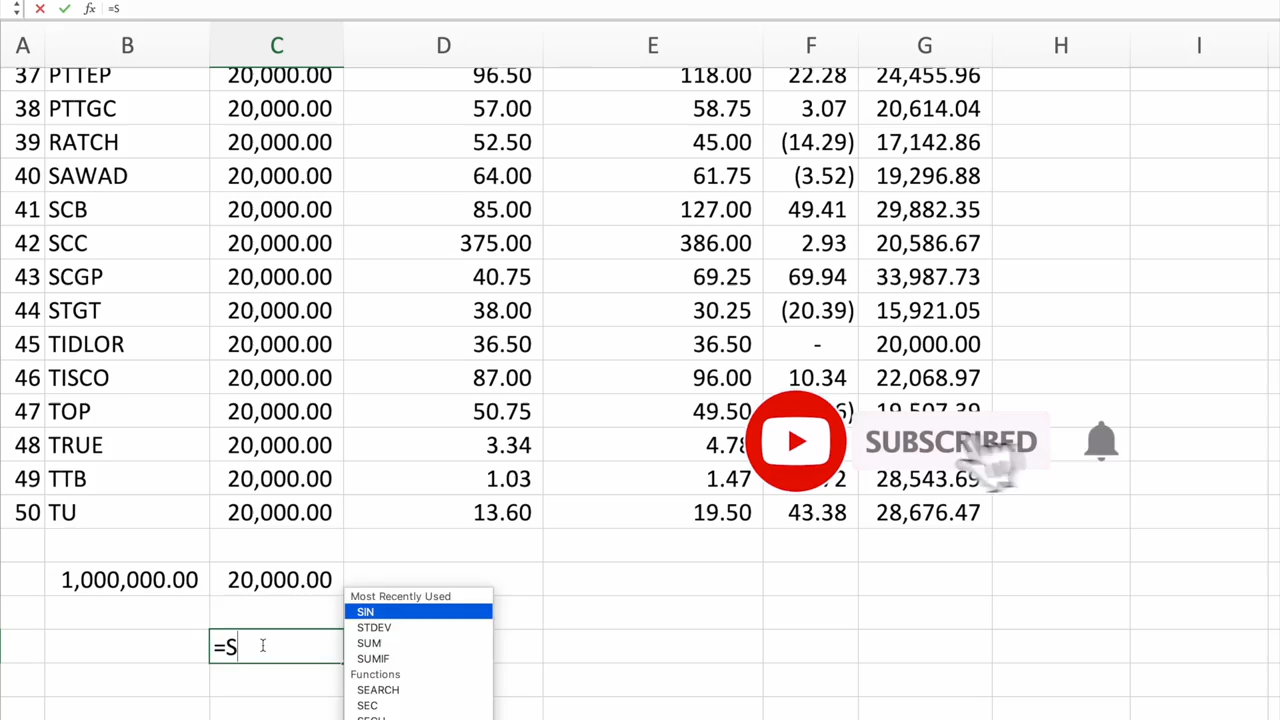 =S
A B C D E F G H I
37 PTTEP 20,000.00 96.50 118.00 22.28 24,455.96
38 PTTGC 20,000.00 57.00 58.75 3.07 20,614.04
39 RATCH 20,000.00 52.50 45.00 (14.29) 17,142.86
40 SAWAD 20,000.00 64.00 61.75 (3.52) 19,296.88
41 SCB 20,000.00 85.00 127.00 49.41 29,882.35
42 SCC 20,000.00 375.00 386.00 2.93 20,586.67
43 SCGP 20,000.00 40.75 69.25 69.94 33,987.73
44 STGT 20,000.00 38.00 30.25 (20.39) 15,921.05
45 TIDLOR 20,000.00 36.50 36.50 - 20,000.00
46 TISCO 20,000.00 87.00 96.00 10.34 22,068.97
47 TOP 20,000.00 50.75 49.50
48 TRUE 20,000.00 3.34 4.78
SUBSCRIBED
49 TTB 20,000.00 1.03 1.47 28,543.69
50 TU 20,000.00 13.60 19.50 43.38 28,676.47
1,000,000.00 20,000.00
Most Recently Used
SIN
STDEV
=S SUM
SUMIF
Functions
SEARCH
SEC